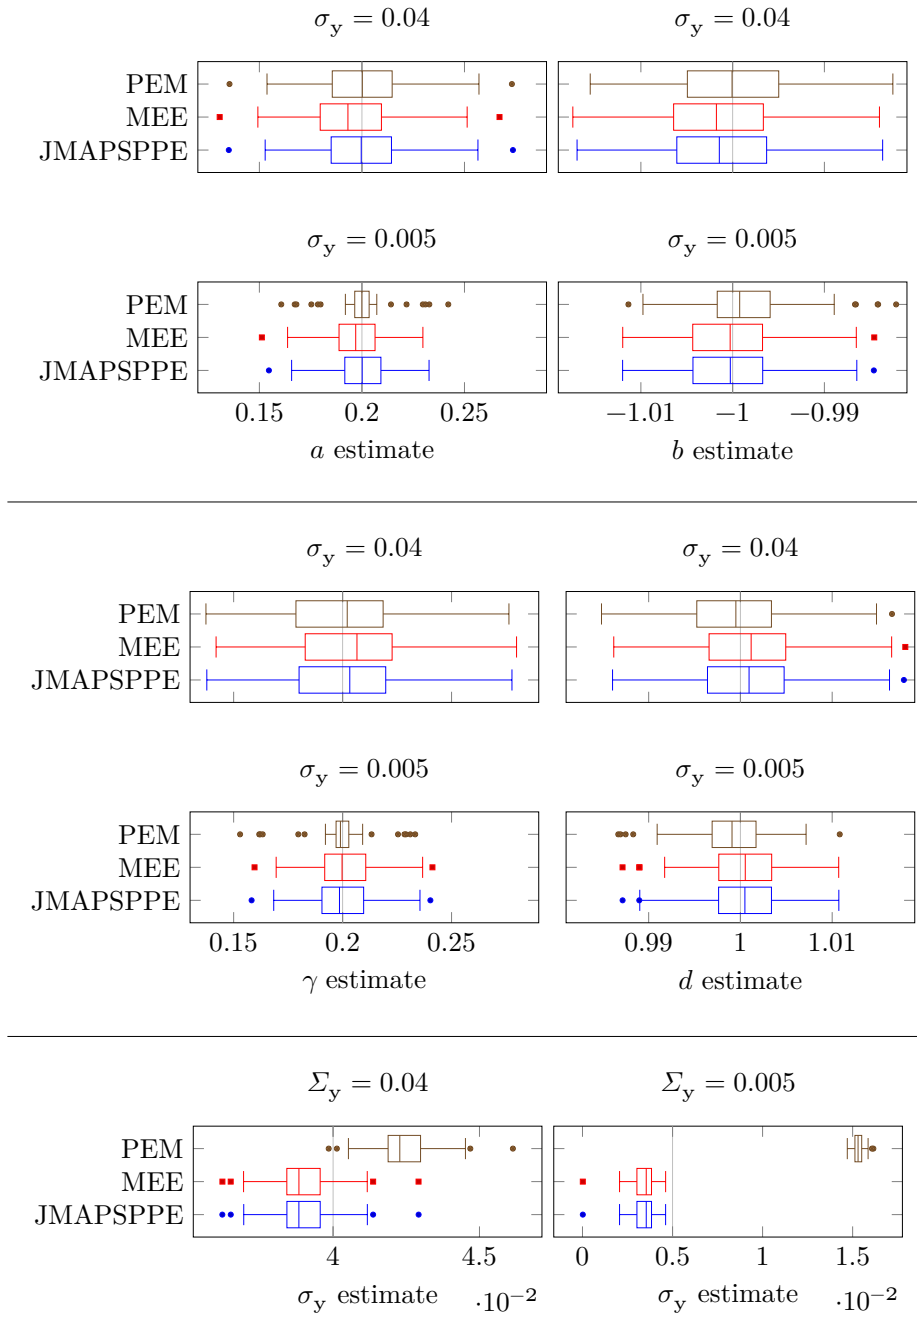 σy = 0.04 σy = 0.04
PEM
MEE
JMAPSPPE
σy = 0.005 σy = 0.005
PEM
MEE
JMAPSPPE
0.15 0.2 0.25 −1.01 −1 −0.99
a estimate b estimate
σy = 0.04 σy = 0.04
PEM
MEE
JMAPSPPE
σy = 0.005 σy = 0.005
PEM
MEE
JMAPSPPE
0.15 0.2 0.25 0.99 1 1.01
γ estimate d estimate
Σy = 0.04 Σy = 0.005
PEM
MEE
JMAPSPPE
4 4.5 0 0.5 1 1.5
σy estimate ·10−2 σy estimate ·10−2